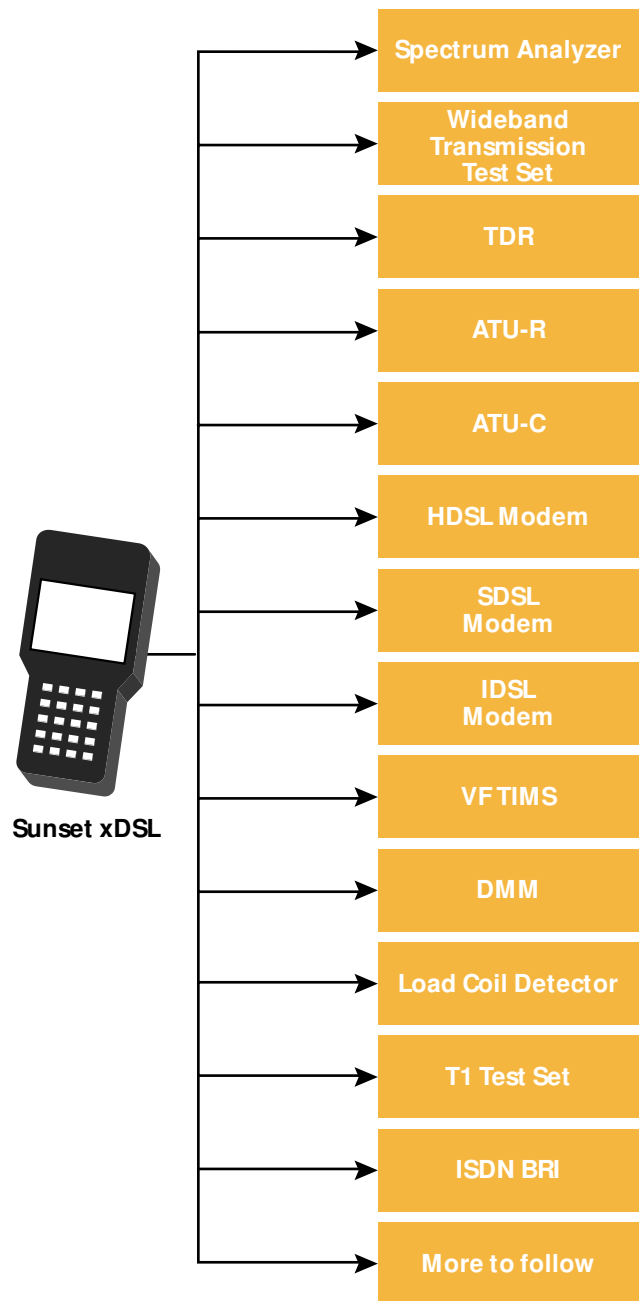 Spectrum Analyzer
Wideband
Transmission
Test Set
TDR
ATU-R
ATU-C
HDSL Modem
SDSL
Modem
IDSL
Modem
VF TIMS
Sunset xDSL
DMM
Load Coil Detector
T1 Test Set
ISDN BRI
More to follow